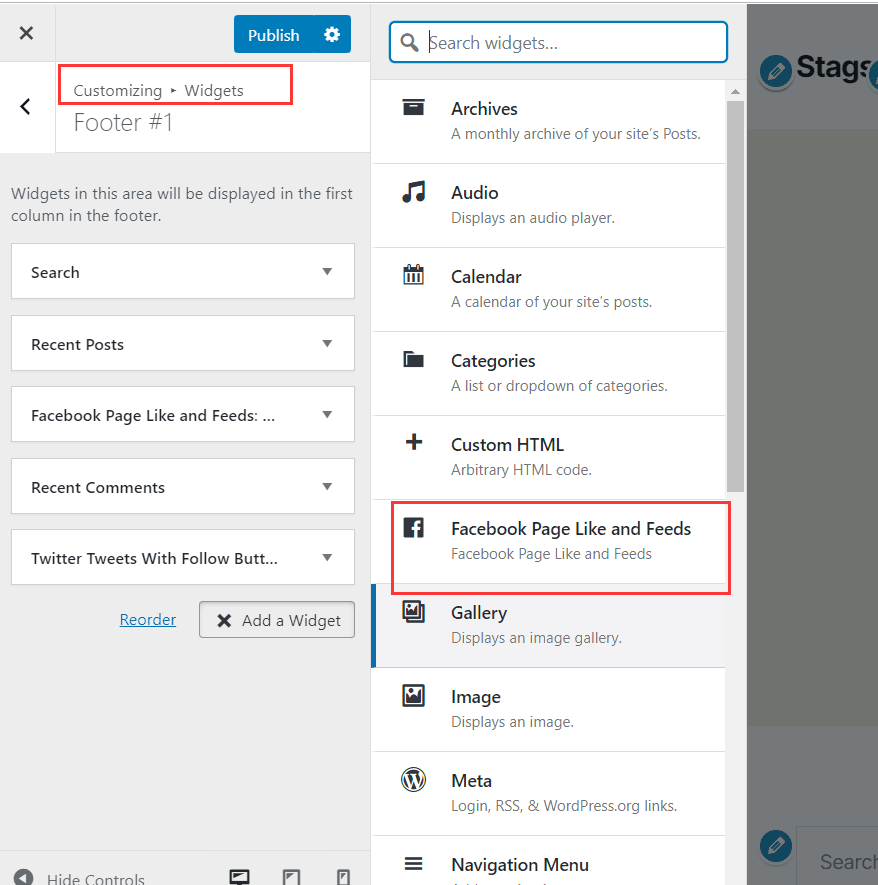 Publish
Customizing ▸ Widgets
Footer #1
Widgets in this area will be displayed in the first
column in the footer.
Search
Recent Posts
Facebook Page Like and Feeds: ...
Recent Comments
Twitter Tweets With Follow Butt...
Reorder
Add a Widget
Hide Controls
Search widgets...
Archives
A monthly archive of your site's Posts.
Audio
Displays an audio player.
Calendar
A calendar of your site's posts.
Categories
A list or dropdown of categories.
Custom HTML
Arbitrary HTML code.
Facebook Page Like and Feeds
Facebook Page Like and Feeds
Gallery
Displays an image gallery.
Image
Displays an image.
Meta
Login, RSS, & WordPress.org links.
Navigation Menu
Stags
Search